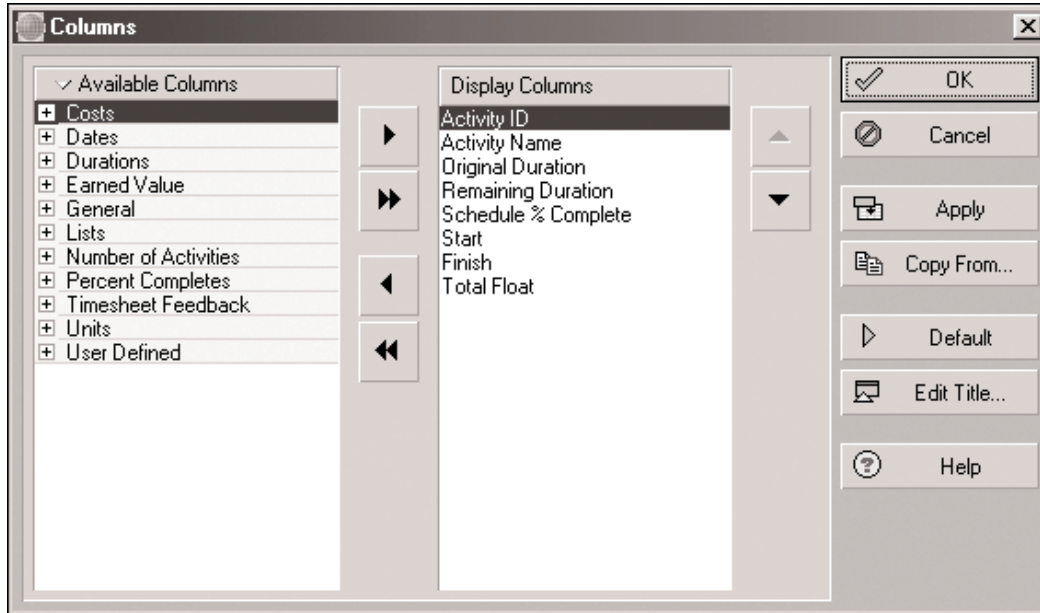 Columns
Available Columns
Costs
Dates
Durations
Earned Value
General
Lists
Number of Activities
Percent Completes
Timesheet Feedback
Units
User Defined
Display Columns
Activity ID
Activity Name
Original Duration
Remaining Duration
Schedule % Complete
Start
Finish
Total Float
OK
Cancel
Apply
Copy From...
Default
Edit Title...
Help